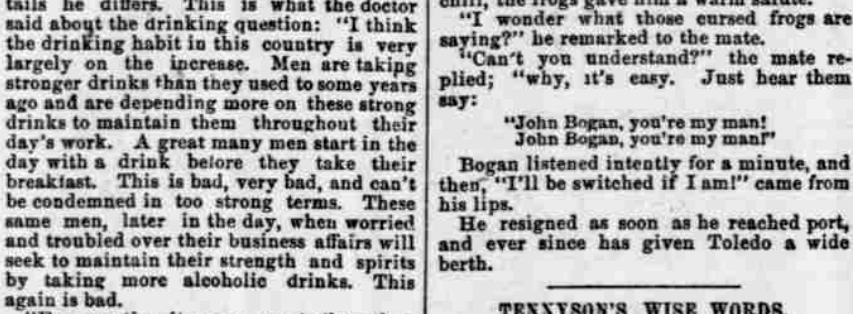 tails he differs. This is what the doctor
said about the drinking question: "I think
the drinking habit in this country is very
largely on the increase. Men are taking
stronger drinks than they used to some years
ago and are depending more on these strong
drinks to maintain them throughout their
day's work. A great many men start in the
day with a drink before they take their
breakfast. This is bad, very bad, and can't
be condemned in too strong terms. These
same men, later in the day, when worried
and troubled over their business affairs will
seek to maintain their strength and spirits
by taking more alcoholic drinks. This
again is bad.
chill, the frogs gave him a warm salute.
"I wonder what those cursed frogs are
saying?" he remarked to the mate.
"Can't you understand?" the mate re-
plied; "why, it's easy. Just hear them
say:
"John Bogan, you're my man!
John Bogan, you're my man!"
Bogan listened intently for a minute, and
then, "I'll be switched if I am!" came from
his lips.
He resigned as soon as he reached port,
and ever since has given Toledo a wide
berth.
TENNYSON'S WISE WORDS.